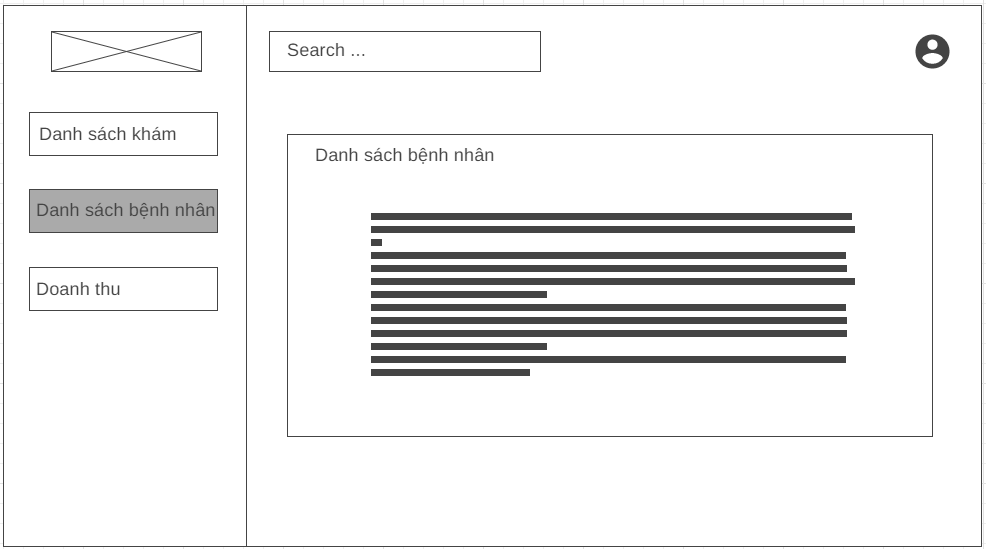 Search ...
Danh sách khám
Danh sách bệnh nhân
Danh sách bệnh nhân
Doanh thu